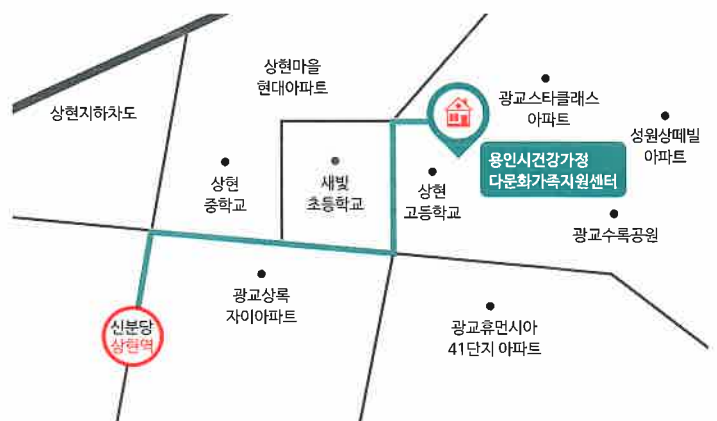 상현마을
현대아파트
상현지하차도
광교스타클래스
아파트
성원상떼빌
아파트
용인시건강가정
다문화가족지원센터
상현
중학교
새빛
초등학교
상현
고등학교
광교수록공원
광교상록
자이아파트
신분당
상현역
광교휴먼시아
41단지 아파트